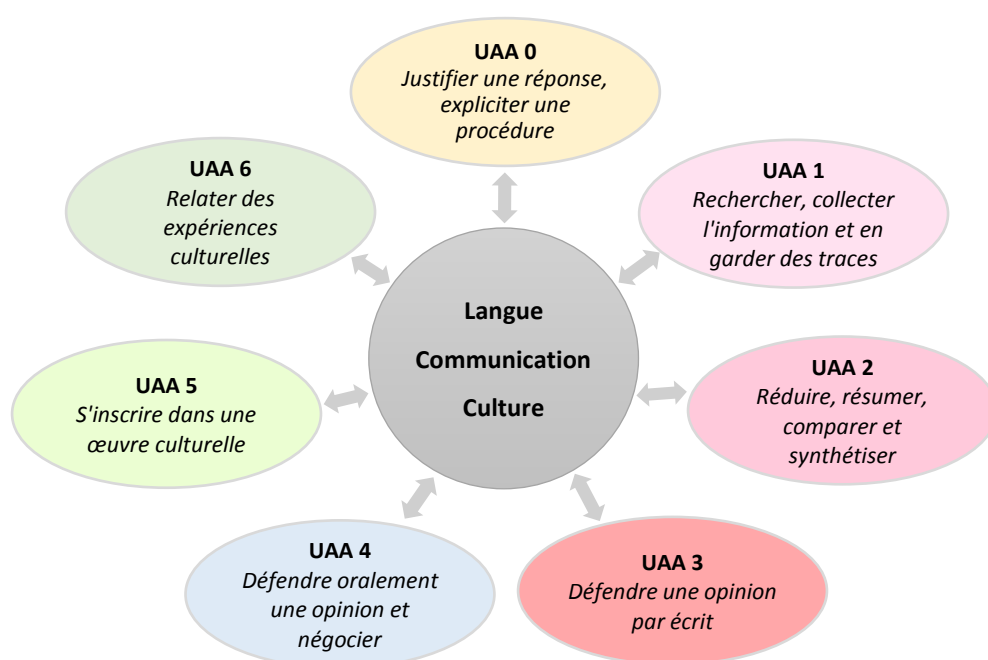 UAA 0
Justifier une réponse,
expliciter une
procédure
UAA 1
Rechercher, collecter
l'information et en
garder des traces
UAA 2
Réduire, résumer,
comparer et
synthétiser
UAA 3
Défendre une opinion
par écrit
UAA 4
Défendre oralement
une opinion et
négocier
UAA 5
S'inscrire dans une
œuvre culturelle
UAA 6
Relater des
expériences
culturelles
Langue
Communication
Culture